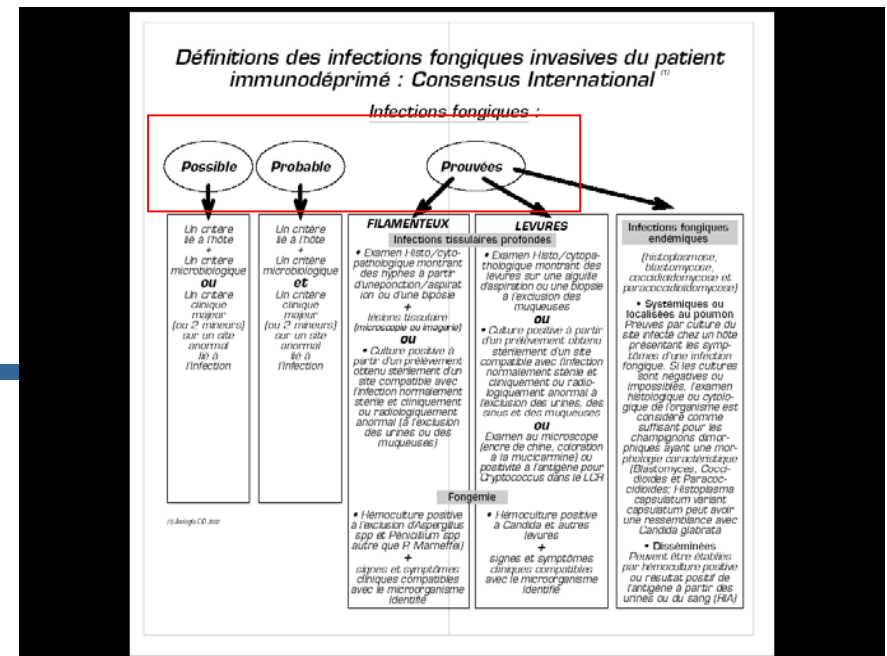 Définitions des infections fongiques invasives du patient
immunodéprimé : Consensus International (1)
Infections fongiques :
Possible
Probable
Prouvées
Un critère
lié à l'hôte
+
Un critère
microbiologique
ou
Un critère
clinique
majeur
(ou 2 mineurs)
sur un site
anormal
lié à
l'infection
Un critère
lié à l'hôte
+
Un critère
microbiologique
et
Un critère
clinique
majeur
(ou 2 mineurs)
sur un site
anormal
lié à
l'infection
FILAMENTEUX
LEVURES
Infections tissulaires profondes
• Examen Histo/cyto-
pathologique montrant
des hyphes à partir
d'uneponction/aspirat
ion ou d'une biposie
+
lésions tissulaire
(microscopie ou imagerie)
ou
• Culture positive à
partir d'un prélèvement
obtenu stérilement d'un
site compatible avec
l'infection normalement
stérile et cliniquement
ou radiologiquement
anormal (à l'exclusion
des urines ou des
muqueuses)
• Examen Histo/cytopa-
thologique montrant des
levures sur une aiguille
d'aspiration ou une biopsie
à l'exclusion des
muqueuses
ou
• Culture positive à partir
d'un prélèvement obtenu
stérilement d'un site
compatible avec l'infection
normalement stérile et
cliniquement ou radio-
logiquement anormal à
l'exclusion des urines, des
sinus et des muqueuses
ou
Examen au microscope
(encre de chine, coloration
à la mucicarmine) ou
positivité à l'antigène pour
Cryptococcus dans le LCR
Fongémie
• Hémoculture positive
à l'exclusion d'Aspergillus
spp et Pénicilium spp
autre que P. Marneffei)
+
signes et symptômes
cliniques compatibles
avec le microorganisme
identifié
• Hémoculture positive
à Candida et autres
levures
+
signes et symptômes
cliniques compatibles
avec le microorganisme
identifié
Infections fongiques
endémiques
(histoplasmose,
blastomycose,
coccidioidomycose et
paracoccidioidomycose)
• Systémiques ou
localisées au poumon
Preuves par culture du
site infecté chez un hôte
présentant les symp-
tômes d'une infection
fongique. Si les cultures
sont négatives ou
impossibles, l'examen
histologique ou cytolo-
gique de l'organisme est
considéré comme
suffisant pour les
champignons dimor-
phiques ayant une mor-
phologie caractéristique
(Blastomyces, Cocci-
dioides et Paracoc-
cidioides; Histoplasma
capsulatum variant
capsulatum peut avoir
une ressemblance avec
Candida glabrata
• Disséminées
Peuvent être établies
par hémoculture positive
ou résultat positif de
l'antigène à partir des
urines ou du sang (RIA)
CID 2002